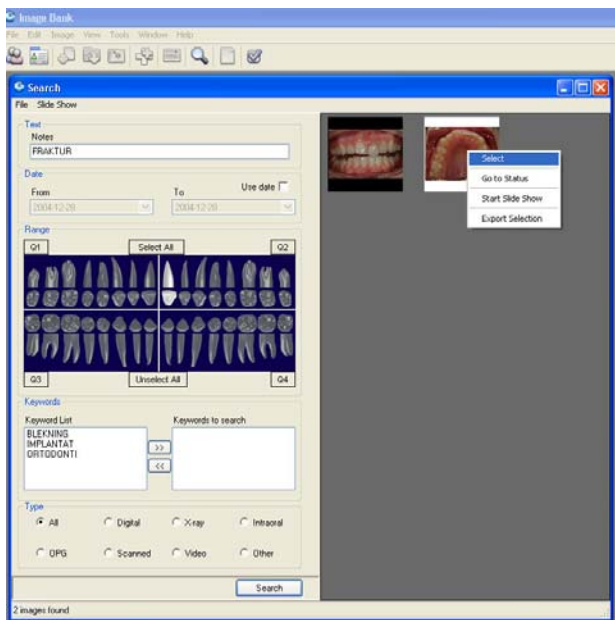 Image Bank
File Edit Image View Tools Window Help
Search
File Slide Show
Text
Notes
FRAKTUR
Date
From To Use date
2004-12-28 2004-12-28
Range
Q1 Select All Q2
Q3 Unselect All Q4
Keywords
Keyword List Keywords to search
BLEKNING
IMPLANTAT
ORTODONTI
>>
<<
Type
All Digital X-ray Intraoral
OPG Scanned Video Other
Search
2 images found
Select
Go to Status
Start Slide Show
Export Selection